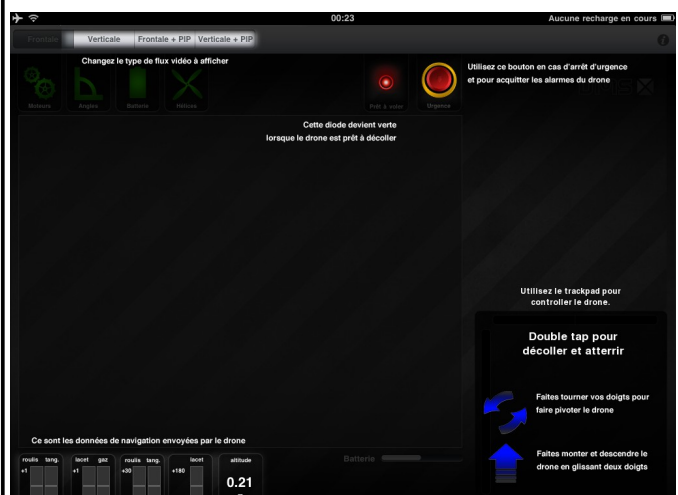 00:23
Aucune recharge en cours
Frontale
Verticale
Frontale + PIP
Verticale + PIP
Changez le type de flux vidéo à afficher
Utilisez ce bouton en cas d'arrêt d'urgence
et pour acquitter les alarmes du drone
Moteurs
Angles
Batterie
Hélices
Prêt à voler
Urgence
Cette diode devient verte
lorsque le drone est prêt à décoller
Utilisez le trackpad pour
controller le drone.
Double tap pour
décoller et atterrir
Faites tourner vos doigts pour
faire pivoter le drone
Faites monter et descendre le
drone en glissant deux doigts
Ce sont les données de navigation envoyées par le drone
Batterie
roulis tang.
+1
lacet gaz
+1
roulis tang.
+30
lacet
+180
altitude
0.21